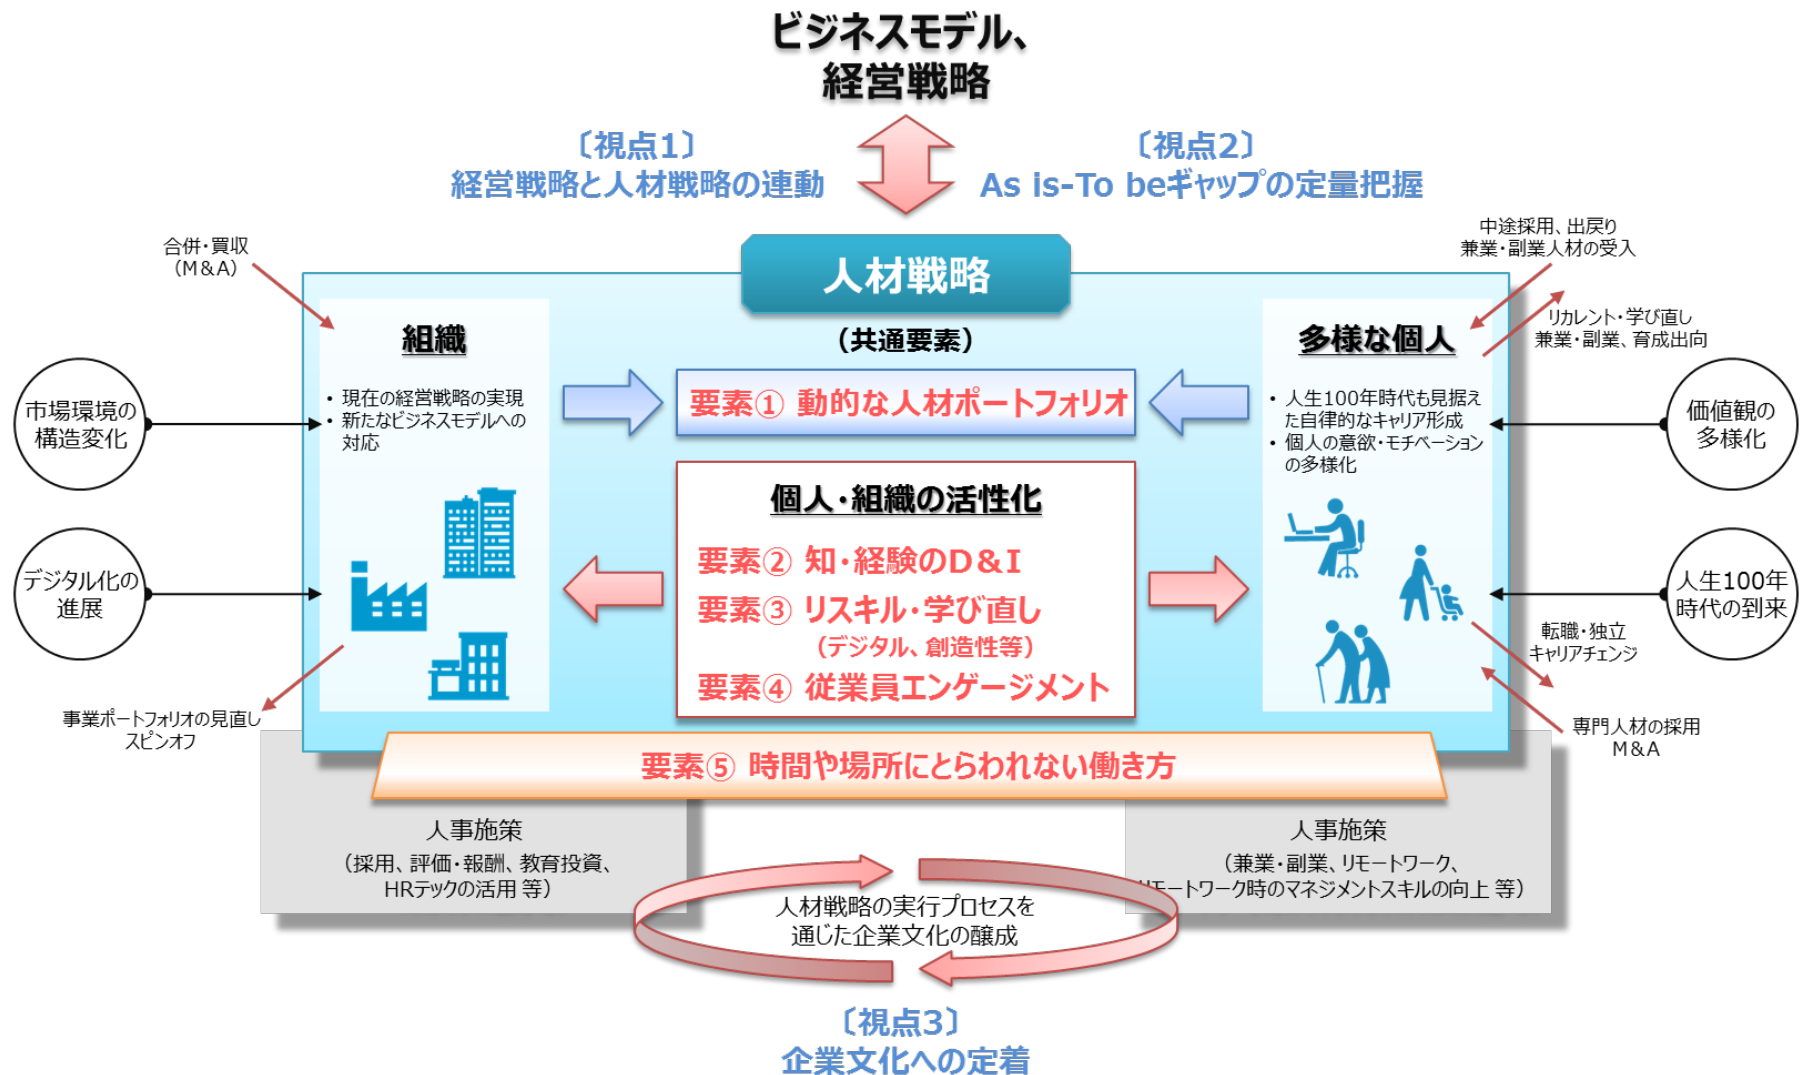 ビジネスモデル、
経営戦略
〔視点1〕
経営戦略と人材戦略の連動
〔視点2〕
As is-To beギャップの定量把握
合併・買収
（M＆A）
中途採用、出戻り
兼業・副業人材の受入
リカレント・学び直し
兼業・副業、育成出向
人材戦略
（共通要素）
組織
・現在の経営戦略の実現
・新たなビジネスモデルへの
対応
市場環境の
構造変化
デジタル化の
進展
事業ポートフォリオの見直し
スピンオフ
要素① 動的な人材ポートフォリオ
個人・組織の活性化
要素② 知・経験のＤ＆Ｉ
要素③ リスキル・学び直し
（デジタル、創造性等）
要素④ 従業員エンゲージメント
多様な個人
・人生100年時代も見据え
た自律的なキャリア形成
・個人の意欲・モチベーション
の多様化
価値観の
多様化
人生100年
時代の到来
転職・独立
キャリアチェンジ
専門人材の採用
M＆A
要素⑤ 時間や場所にとらわれない働き方
人事施策
（採用、評価・報酬、教育投資、
HRテックの活用 等）
人事施策
（兼業・副業、リモートワーク、
リモートワーク時のマネジメントスキルの向上 等）
人材戦略の実行プロセスを
通じた企業文化の醸成
〔視点3〕
企業文化への定着